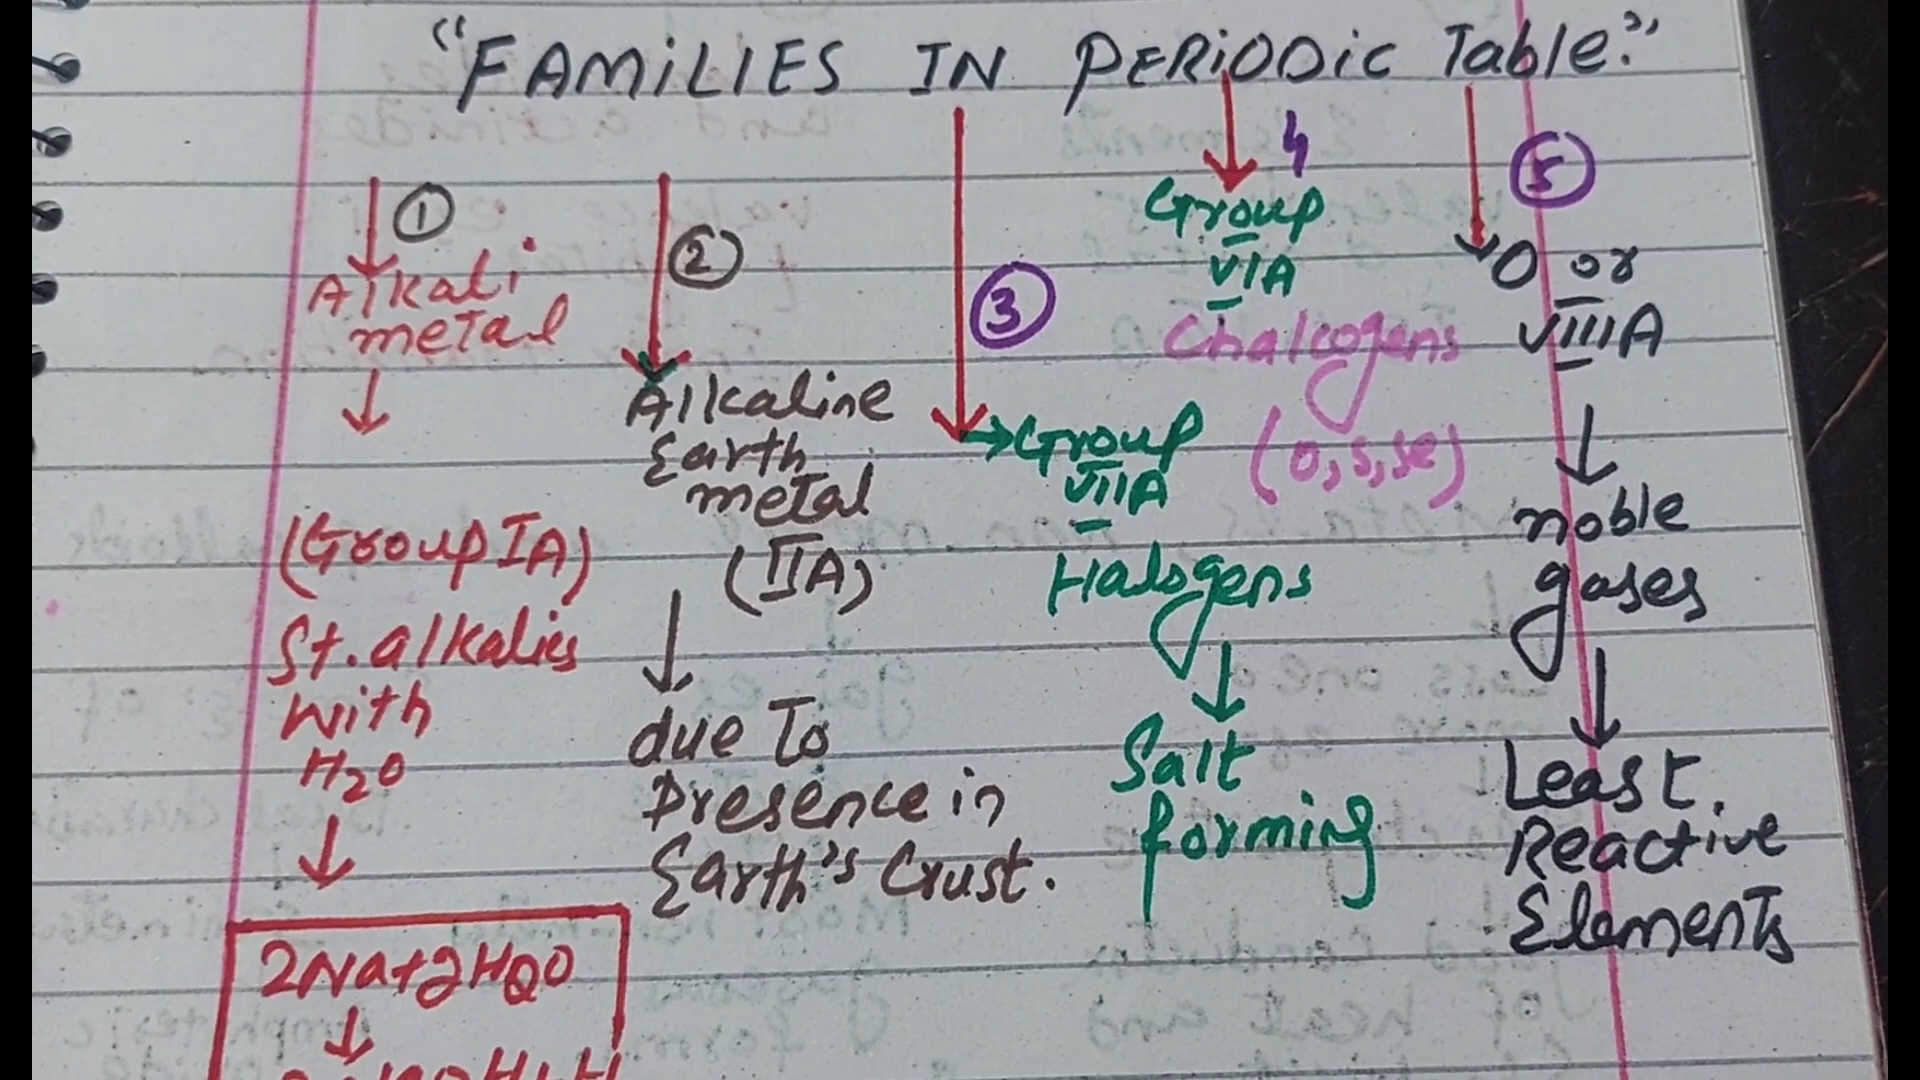 "FAMILIES IN PERIODIC Table."
①
Alkali
metal
(Group IA)
St. alkalies
with
H2O
2Na+2H2O
②
Alkaline
Earth
metal
(IIA)
due To
Presence in
Earth's Crust.
③
Group
VIIA
Halogens
Salt
forming
4
Group
VIA
Chalcogens
(O, S, Se)
⑤
O or
VIIIA
noble
gases
Least.
Reactive
Elements